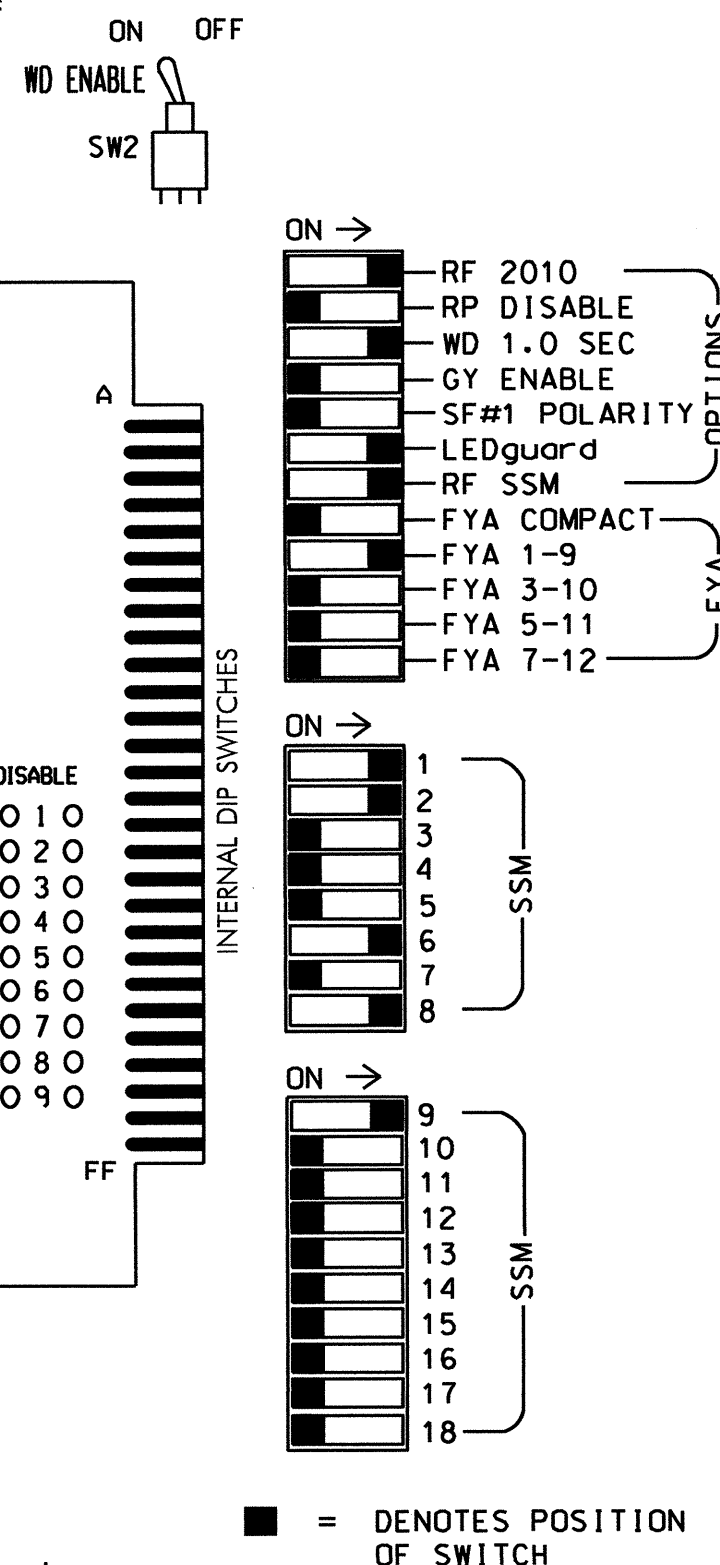 ON OFF
WD ENABLE
SW2
ON →
RF 2010
RP DISABLE
WD 1.0 SEC
GY ENABLE
SF#1 POLARITY
LEDguard
RF SSM
OPTIONS
FYA COMPACT
FYA 1-9
FYA 3-10
FYA 5-11
FYA 7-12
FYA
A
FF
INTERNAL DIP SWITCHES
DISABLE
1
2
3
4
5
6
7
8
9
ON →
1
2
3
4
5
6
7
8
SSM
ON →
9
10
11
12
13
14
15
16
17
18
SSM
= DENOTES POSITION
OF SWITCH